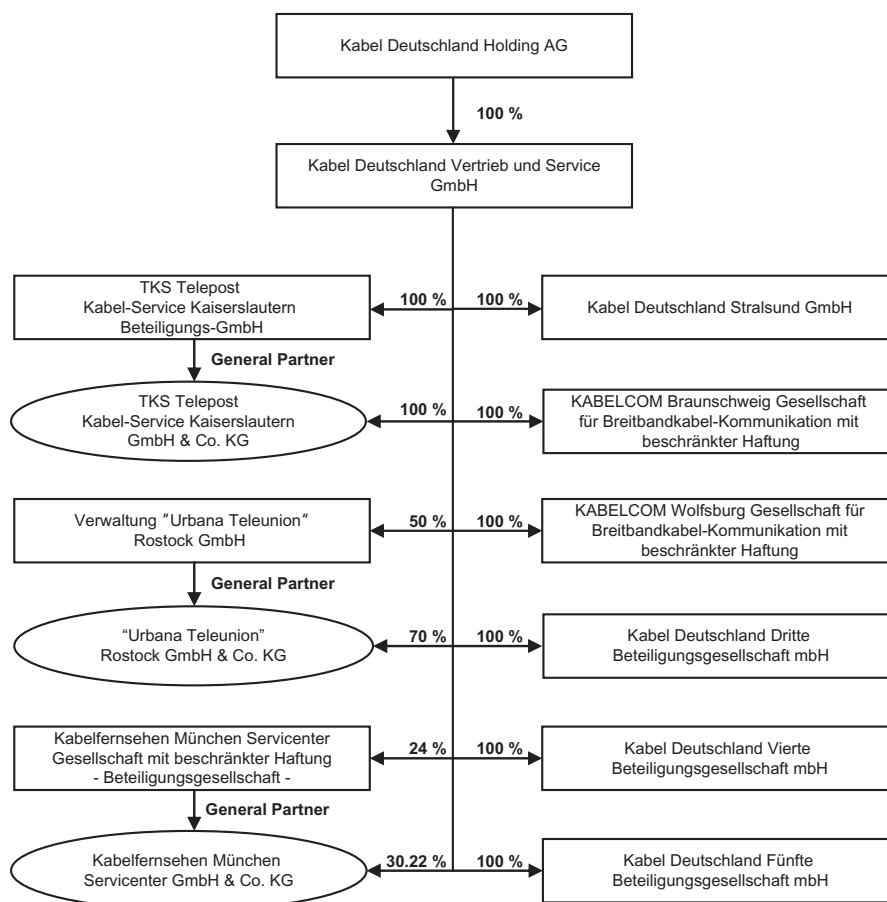 Kabel Deutschland Holding AG
100 %
Kabel Deutschland Vertrieb und Service
GmbH
TKS Telepost
Kabel-Service Kaiserslautern
Beteiligungs-GmbH
100 %
100 %
Kabel Deutschland Stralsund GmbH
General Partner
TKS Telepost
Kabel-Service Kaiserslautern
GmbH & Co. KG
100 %
100 %
KABELCOM Braunschweig Gesellschaft
für Breitbandkabel-Kommunikation mit
beschränkter Haftung
Verwaltung “Urbana Teleunion“
Rostock GmbH
50 %
100 %
KABELCOM Wolfsburg Gesellschaft für
Breitbandkabel-Kommunikation mit
beschränkter Haftung
General Partner
“Urbana Teleunion”
Rostock GmbH & Co. KG
70 %
100 %
Kabel Deutschland Dritte
Beteiligungsgesellschaft mbH
Kabelfernsehen München Servicenter
Gesellschaft mit beschränkter Haftung
- Beteiligungsgesellschaft -
24 %
100 %
Kabel Deutschland Vierte
Beteiligungsgesellschaft mbH
General Partner
Kabelfernsehen München
Servicenter GmbH & Co. KG
30.22 %
100 %
Kabel Deutschland Fünfte
Beteiligungsgesellschaft mbH